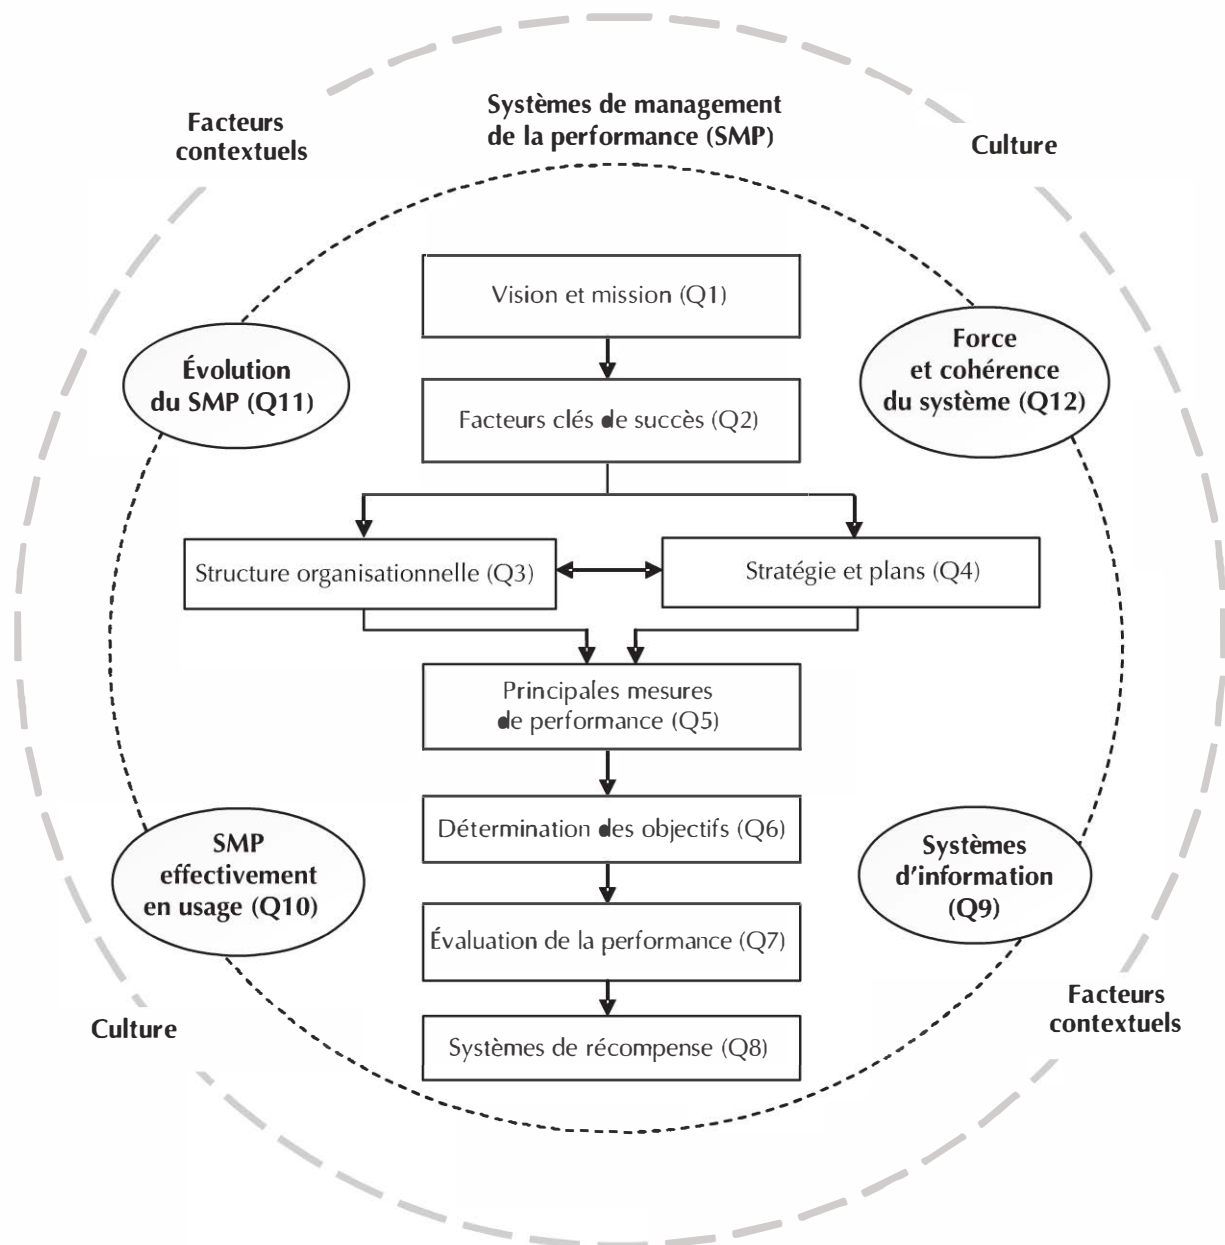 Systèmes de management
de la performance (SMP)
Facteurs
contextuels
Culture
Vision et mission (Q1)
Évolution
du SMP (Q11)
Force
et cohérence
du système (Q12)
Facteurs clés de succès (Q2)
Structure organisationnelle (Q3)
Stratégie et plans (Q4)
Principales mesures
de performance (Q5)
Détermination des objectifs (Q6)
SMP
effectivement
en usage (Q10)
Systèmes
d'information
(Q9)
Évaluation de la performance (Q7)
Culture
Facteurs
contextuels
Systèmes de récompense (Q8)